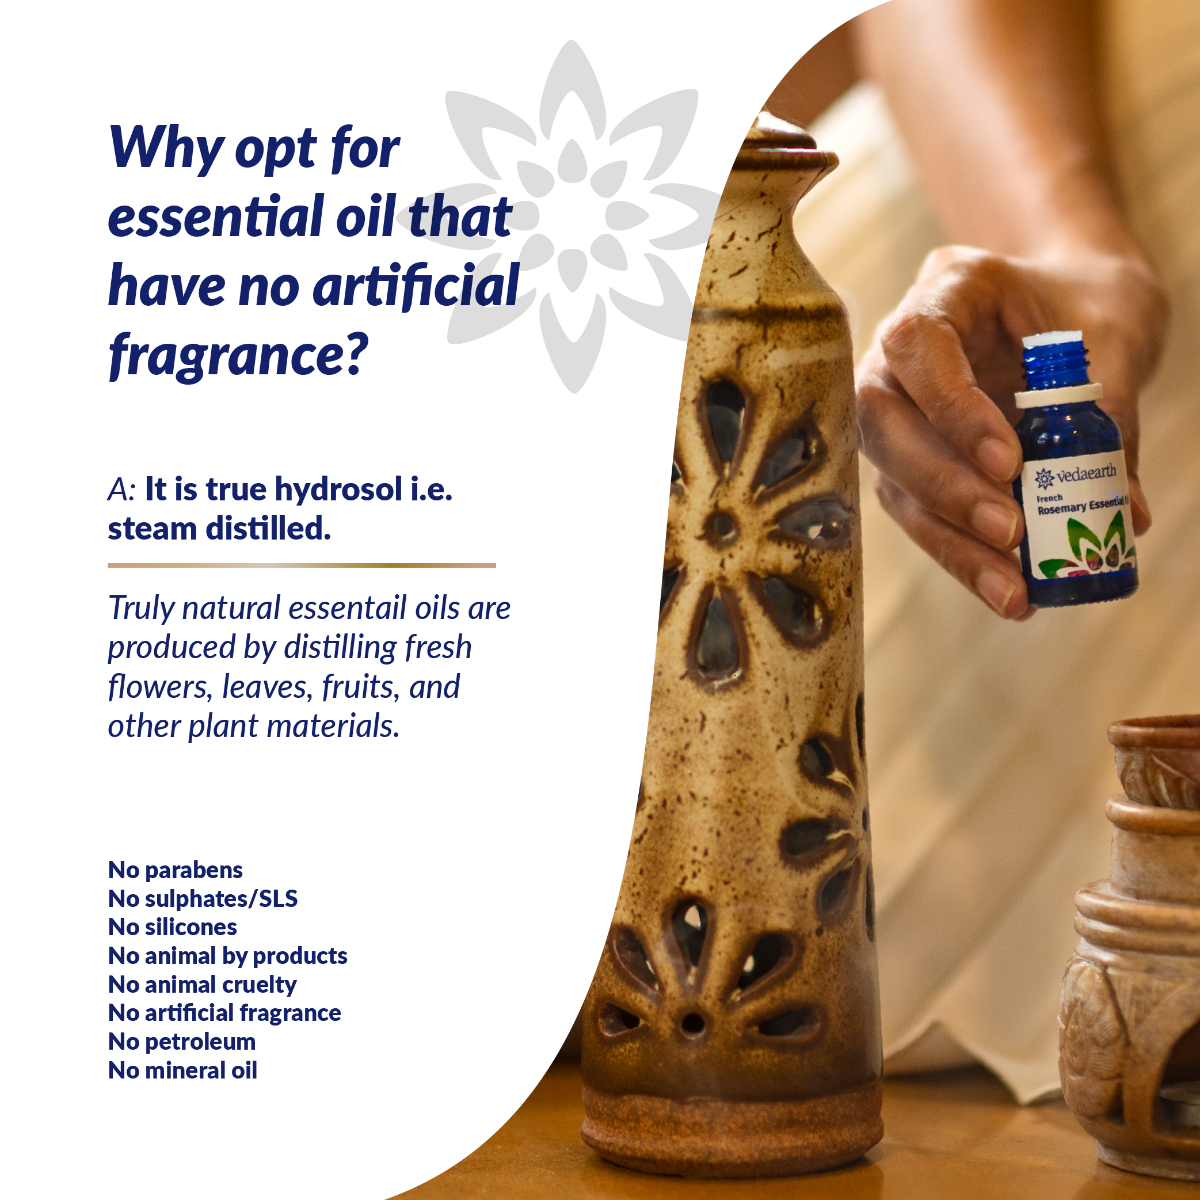 Why opt for
essential oil that
have no artificial
fragrance?
A: It is true hydrosol i.e.
steam distilled.
Truly natural essentail oils are
produced by distilling fresh
flowers, leaves, fruits, and
other plant materials.
No parabens
No sulphates/SLS
No silicones
No animal by products
No animal cruelty
No artificial fragrance
No petroleum
No mineral oil
vedaearth
French
Rosemary Essential O